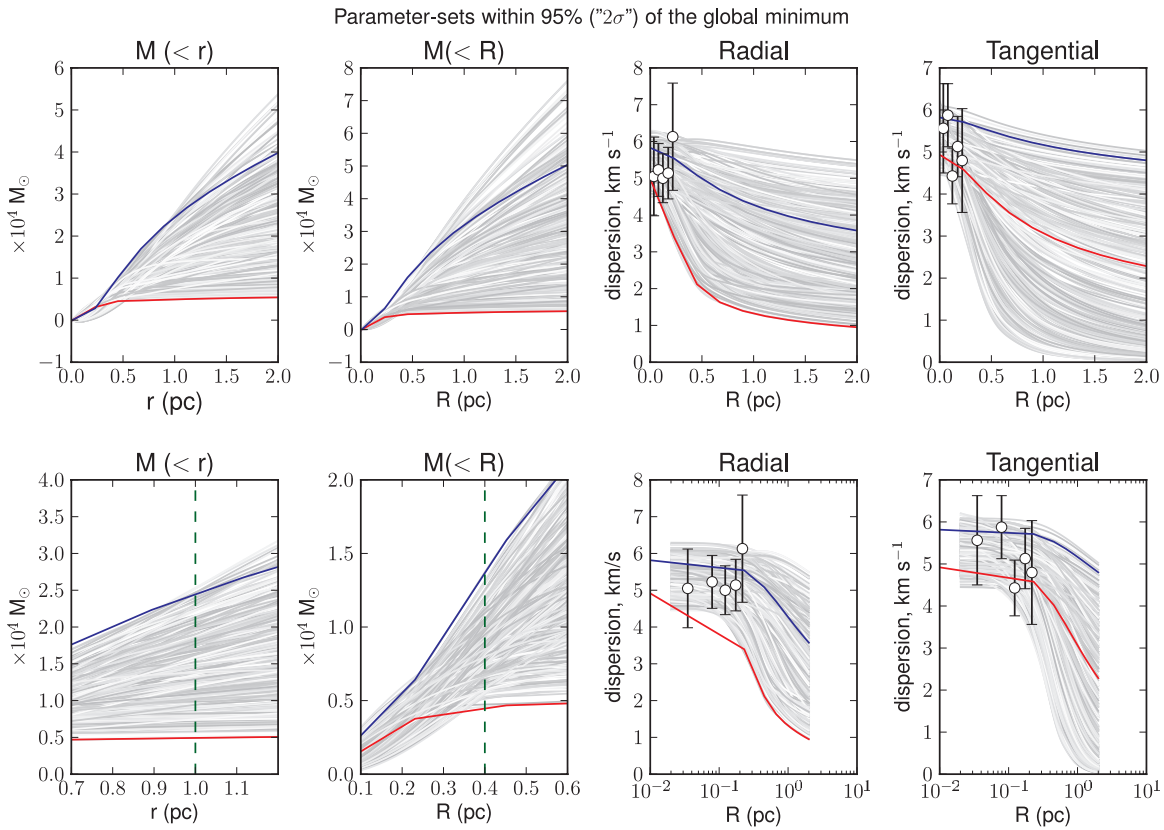 Parameter-sets within 95% ("2σ") of the global minimum
M (< r)
M(< R)
Radial
Tangential
6
5
4
3
2
1
0
−1
×10⁴ M⊙
0.0 0.5 1.0 1.5 2.0
r (pc)
8
7
6
5
4
3
2
1
0
−1
×10⁴ M⊙
0.0 0.5 1.0 1.5 2.0
R (pc)
8
7
6
5
4
3
2
1
0
dispersion, km s⁻¹
0.0 0.5 1.0 1.5 2.0
R (pc)
7
6
5
4
3
2
1
0
dispersion, km s⁻¹
0.0 0.5 1.0 1.5 2.0
R (pc)
M (< r)
M(< R)
Radial
Tangential
4.0
3.5
3.0
2.5
2.0
1.5
1.0
0.5
0.0
×10⁴ M⊙
0.7 0.8 0.9 1.0 1.1
r (pc)
2.0
1.5
1.0
0.5
0.0
×10⁴ M⊙
0.1 0.2 0.3 0.4 0.5 0.6
R (pc)
8
7
6
5
4
3
2
1
0
dispersion, km/s
10⁻² 10⁻¹ 10⁰ 10¹
R (pc)
7
6
5
4
3
2
1
0
dispersion, km s⁻¹
10⁻² 10⁻¹ 10⁰ 10¹
R (pc)